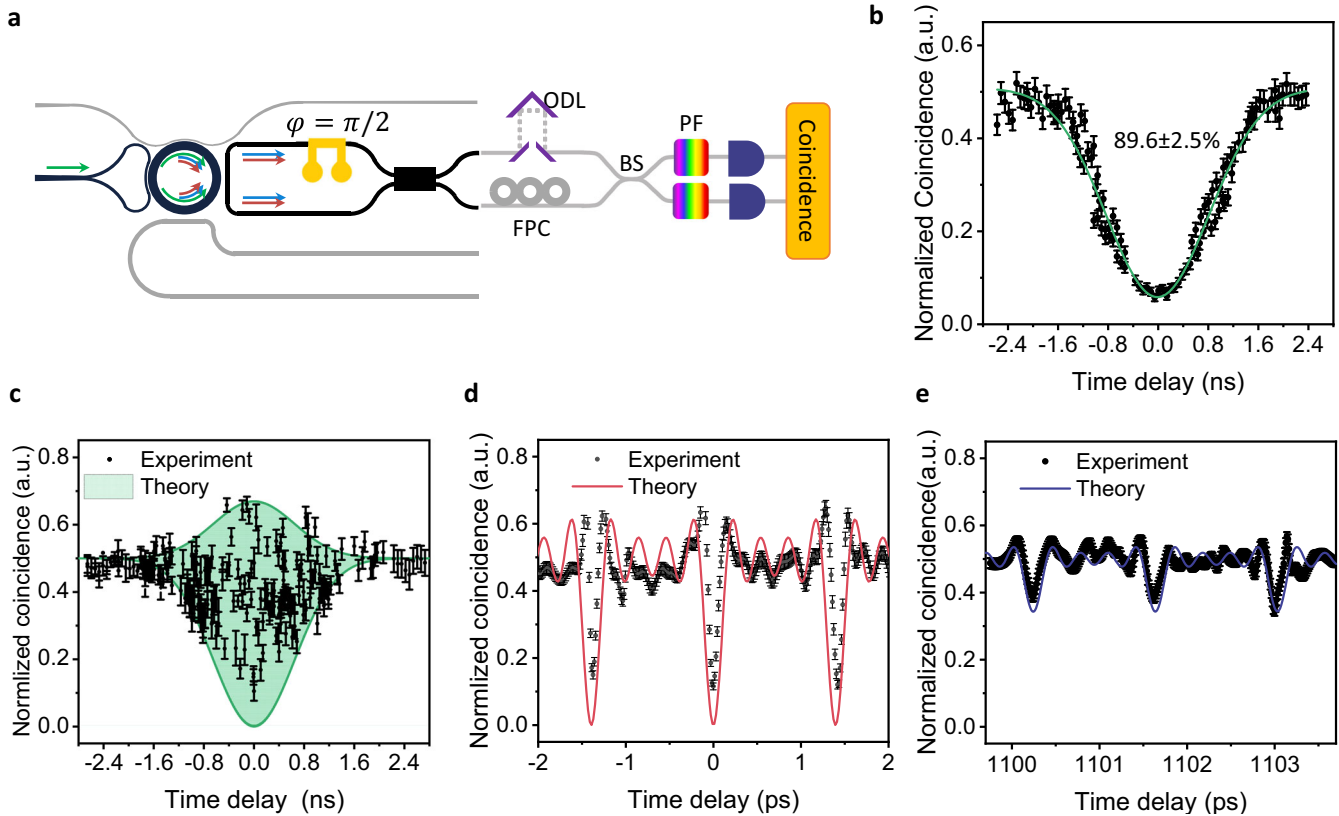 a
φ = π/2
ODL
FPC
BS
PF
Coincidence
b
Normalized Coincidence (a.u.)
0.6
0.4
0.2
0.0
89.6±2.5%
-2.4 -1.6 -0.8 0.0 0.8 1.6 2.4
Time delay (ns)
c
Normlized coincidence (a.u.)
0.8
0.6
0.4
0.2
0.0
Experiment
Theory
-2.4 -1.6 -0.8 0.0 0.8 1.6 2.4
Time delay (ns)
d
Normlized coincidence (a.u.)
0.8
0.6
0.4
0.2
0.0
Experiment
Theory
-2 -1 0 1 2
Time delay (ps)
e
Normalized coincidence(a.u.)
0.8
0.6
0.4
0.2
0.0
Experiment
Theory
1100 1101 1102 1103
Time delay (ps)